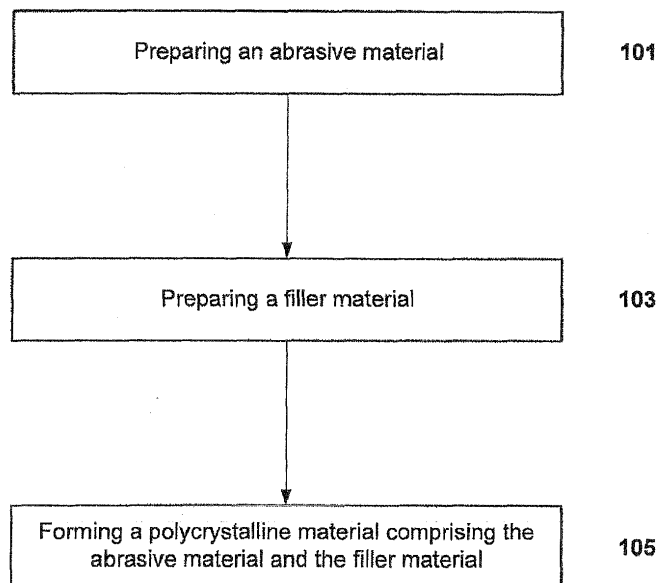 Preparing an abrasive material
101
Preparing a filler material
103
Forming a polycrystalline material comprising the
abrasive material and the filler material
105